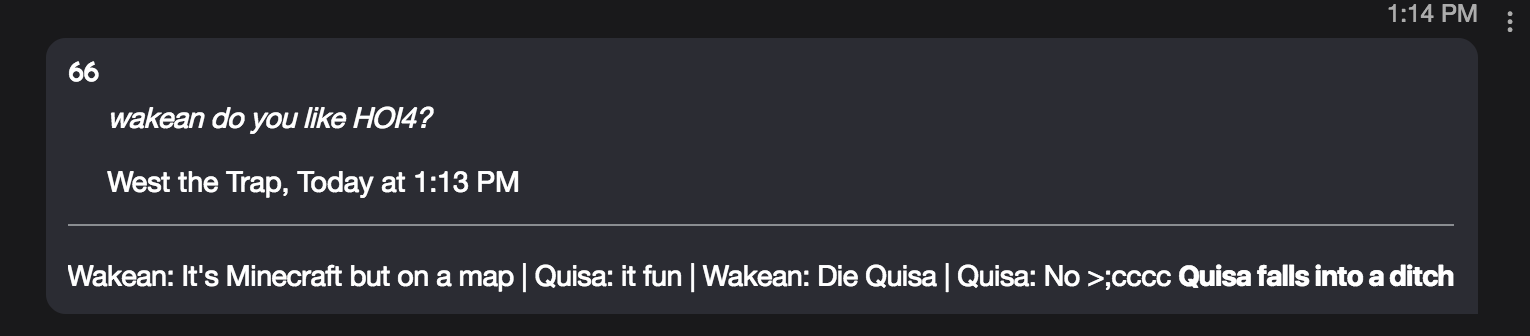 1:14 PM
66
wakean do you like HOI4?
West the Trap, Today at 1:13 PM
Wakean: It's Minecraft but on a map | Quisa: it fun | Wakean: Die Quisa | Quisa: No >;cccc Quisa falls into a ditch